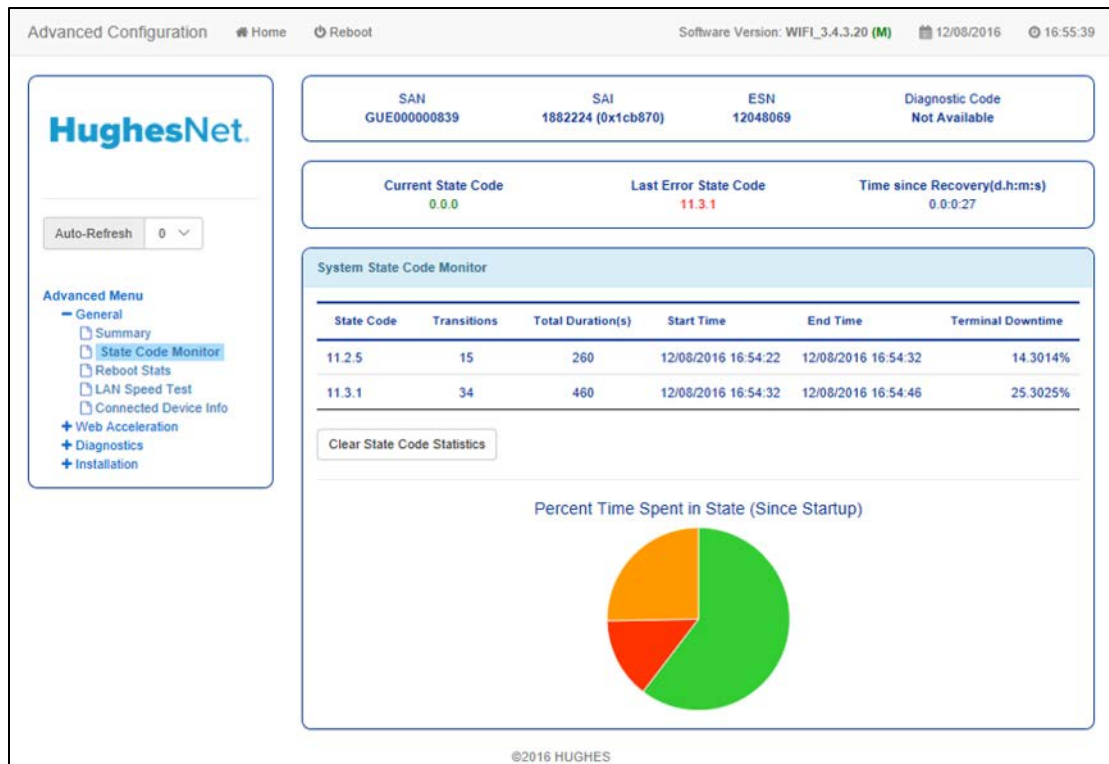 Advanced Configuration Home Reboot Software Version: WIFI_3.4.3.20 (M) 12/08/2016 16:55:39
HughesNet.
Auto-Refresh 0
Advanced Menu
General
Summary
State Code Monitor
Reboot Stats
LAN Speed Test
Connected Device Info
Web Acceleration
Diagnostics
Installation
SAN SAI ESN Diagnostic Code
GUE000000839 1882224 (0x1cb870) 12048069 Not Available
Current State Code Last Error State Code Time since Recovery(d.h:m:s)
0.0.0 11.3.1 0.0:0:27
System State Code Monitor
State Code Transitions Total Duration(s) Start Time End Time Terminal Downtime
11.2.5 15 260 12/08/2016 16:54:22 12/08/2016 16:54:32 14.3014%
11.3.1 34 460 12/08/2016 16:54:32 12/08/2016 16:54:46 25.3025%
Clear State Code Statistics
Percent Time Spent in State (Since Startup)
©2016 HUGHES